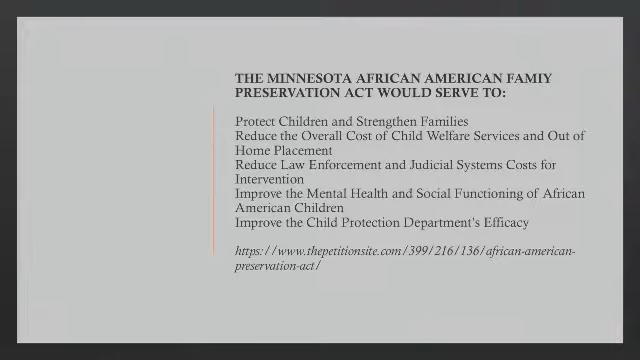 THE MINNESOTA AFRICAN AMERICAN FAMIY
PRESERVATION ACT WOULD SERVE TO:
Protect Children and Strengthen Families
Reduce the Overall Cost of Child Welfare Services and Out of
Home Placement
Reduce Law Enforcement and Judicial Systems Costs for
Intervention
Improve the Mental Health and Social Functioning of African
American Children
Improve the Child Protection Department's Efficacy
https://www.thepetitionsite.com/399/216/136/african-american-
preservation-act/